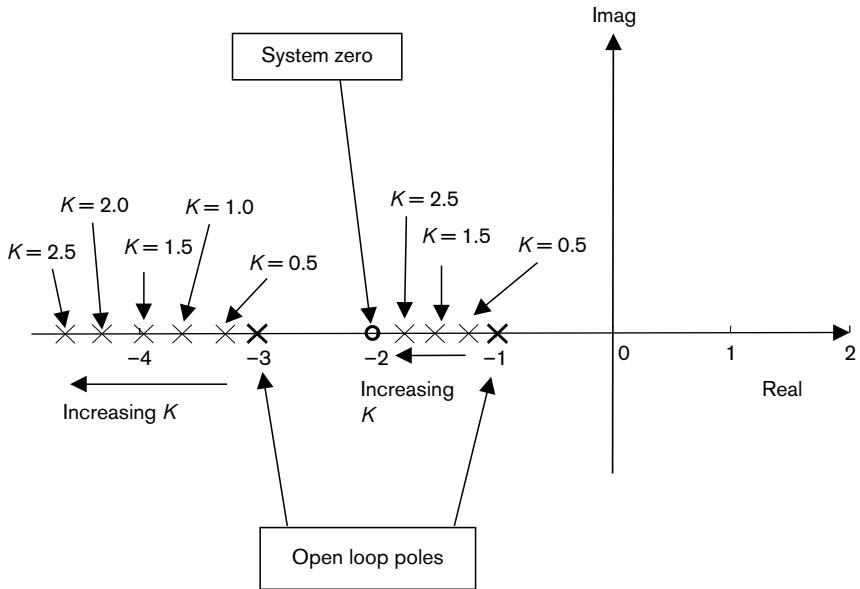 Imag
System zero
K = 2.0
K = 1.0
K = 2.5
K = 2.5
K = 1.5
K = 0.5
K = 1.5
K = 0.5
−4
−3
−2
−1
0
1
2
Increasing K
Increasing
K
Real
Open loop poles